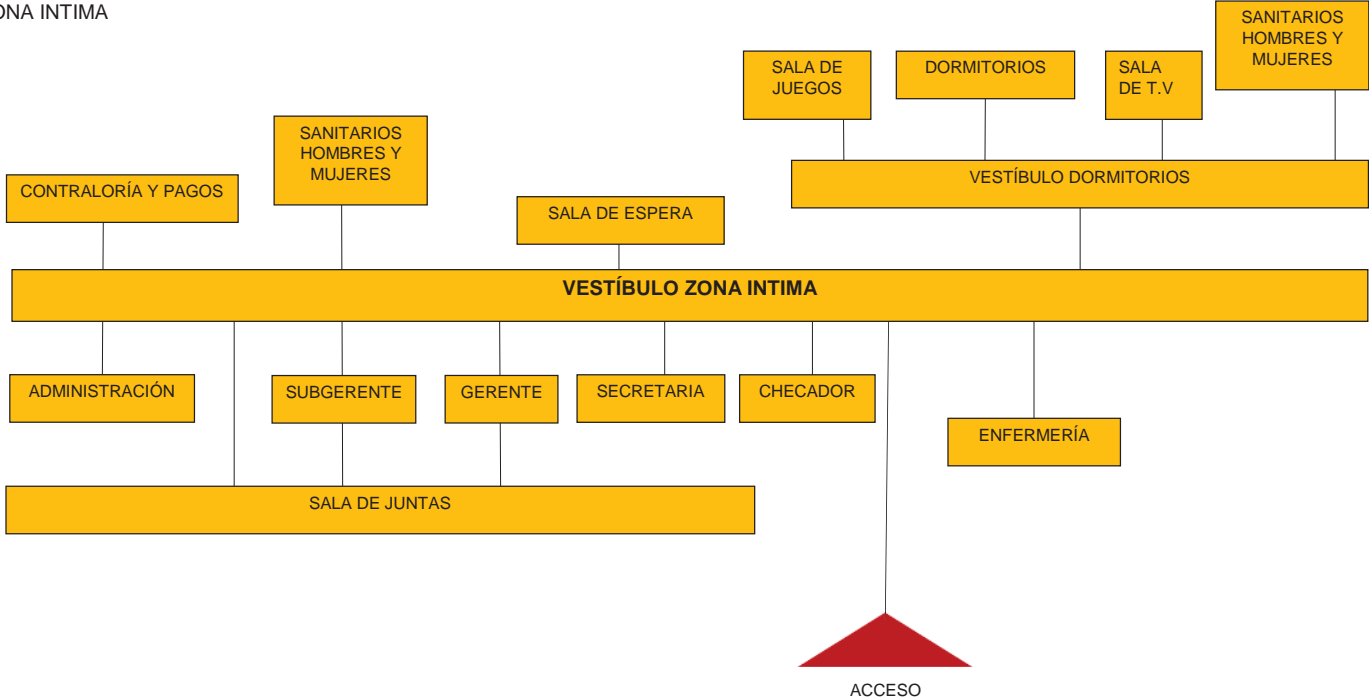 ONA INTIMA
SANITARIOS
HOMBRES Y
MUJERES
SALA DE
JUEGOS
DORMITORIOS
SALA
DE T.V
SANITARIOS
HOMBRES Y
MUJERES
CONTRALORÍA Y PAGOS
VESTÍBULO DORMITORIOS
SALA DE ESPERA
VESTÍBULO ZONA INTIMA
ADMINISTRACIÓN
SUBGERENTE
GERENTE
SECRETARIA
CHECADOR
ENFERMERÍA
SALA DE JUNTAS
ACCESO